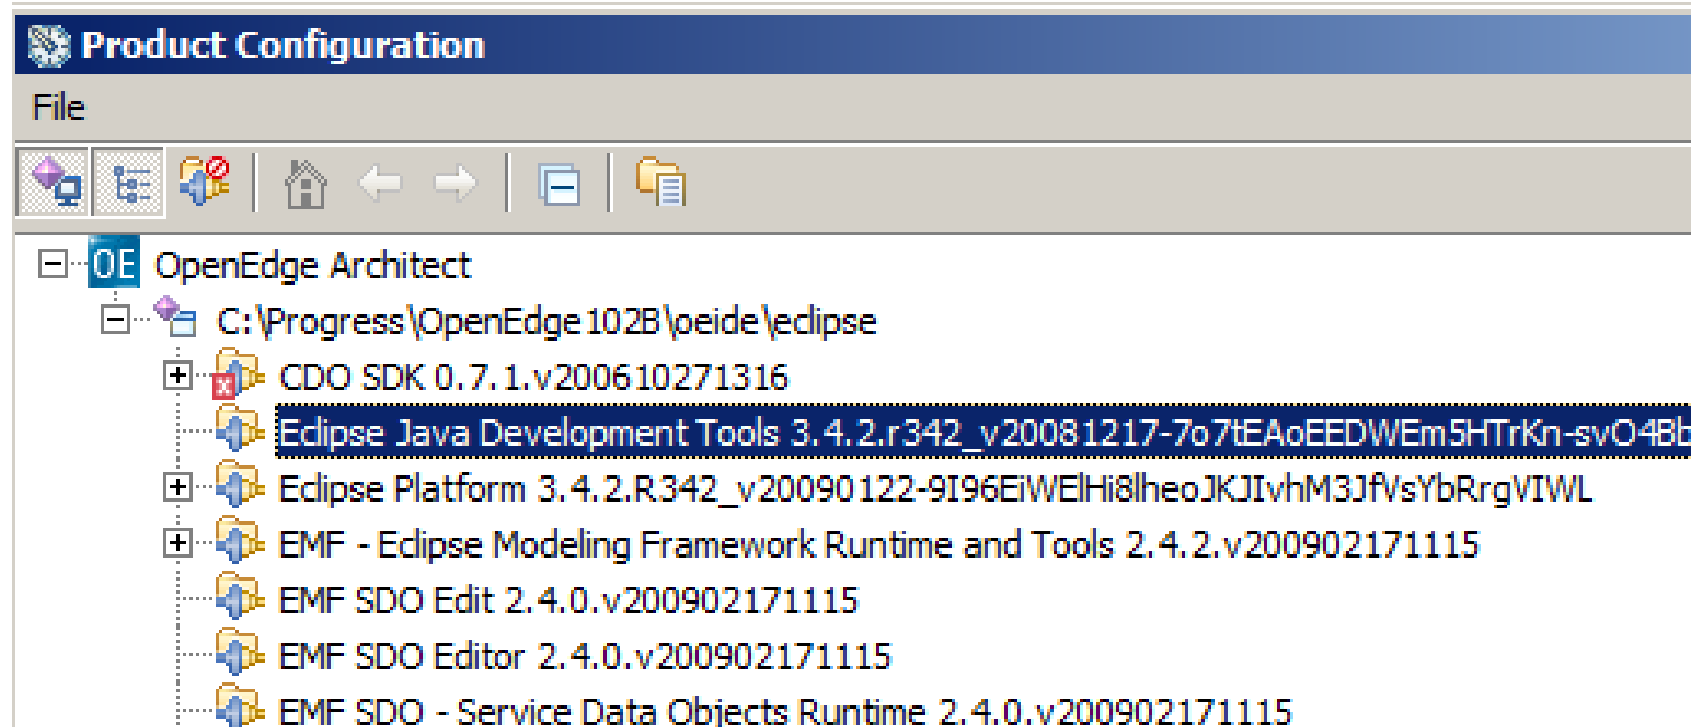 Product Configuration
File
OE OpenEdge Architect
C:\Progress\OpenEdge102B\oeide\eclipse
CDO SDK 0.7.1.v200610271316
Eclipse Java Development Tools 3.4.2.r342_v20081217-7o7tEAoEEDWEm5HTrKn-svO4Bb
Eclipse Platform 3.4.2.R342_v20090122-9I96EiWElHi8lheoJKJIvhM3JfVsYbRrgVIWL
EMF - Eclipse Modeling Framework Runtime and Tools 2.4.2.v200902171115
EMF SDO Edit 2.4.0.v200902171115
EMF SDO Editor 2.4.0.v200902171115
EMF SDO - Service Data Objects Runtime 2.4.0.v200902171115